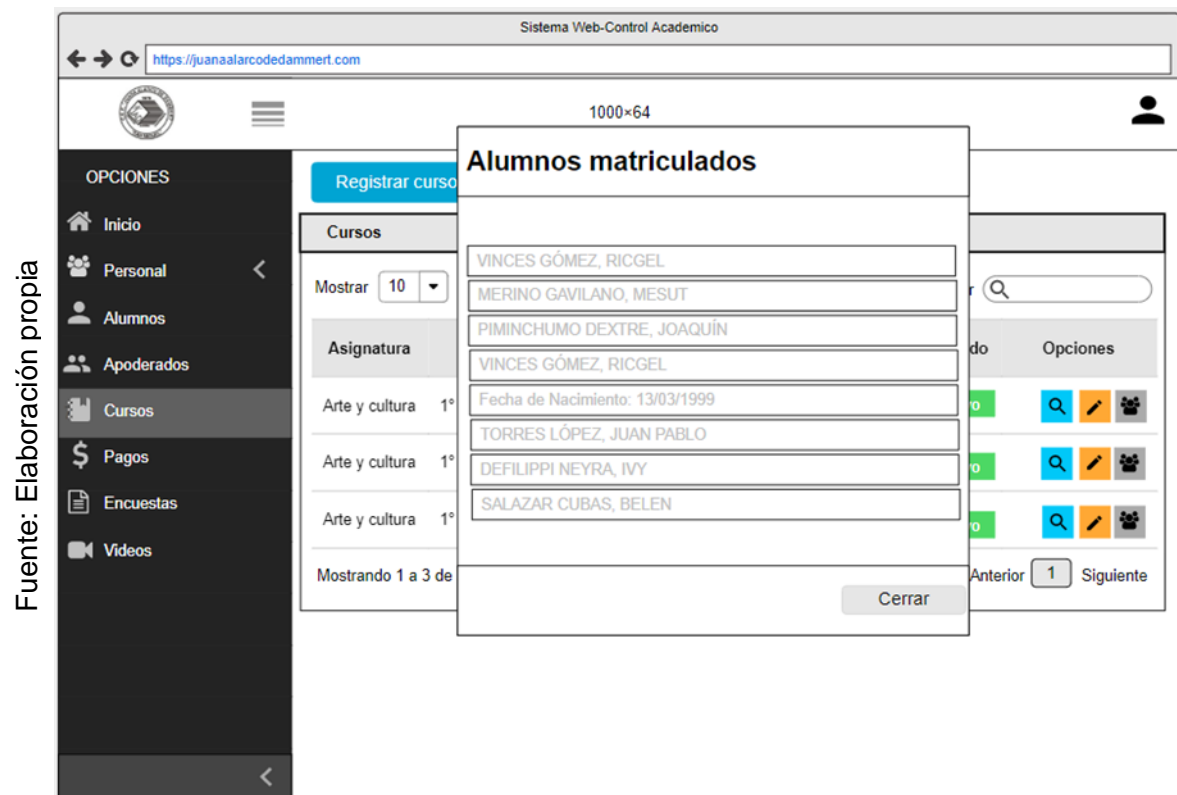 Sistema Web-Control Academico
https://juanaalarcodedammert.com
1000×64
OPCIONES
Inicio
Personal
Alumnos
Apoderados
Cursos
Pagos
Encuestas
Videos
Registrar curso
Cursos
Mostrar 10
r
Asignatura
do
Opciones
Arte y cultura 1°
vo
Arte y cultura 1°
vo
Arte y cultura 1°
vo
Mostrando 1 a 3 de
Anterior 1 Siguiente
Alumnos matriculados
VINCES GÓMEZ, RICGEL
MERINO GAVILANO, MESUT
PIMINCHUMO DEXTRE, JOAQUÍN
VINCES GÓMEZ, RICGEL
Fecha de Nacimiento: 13/03/1999
TORRES LÓPEZ, JUAN PABLO
DEFILIPPI NEYRA, IVY
SALAZAR CUBAS, BELEN
Cerrar
Fuente: Elaboración propia